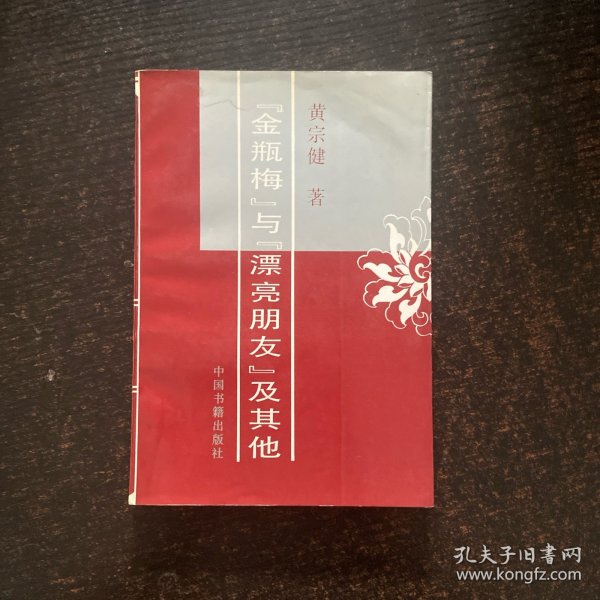 黄宗健 著
『金瓶梅』与『漂亮朋友』及其他
中国书籍出版社
孔夫子旧书网
www.kongfz.com